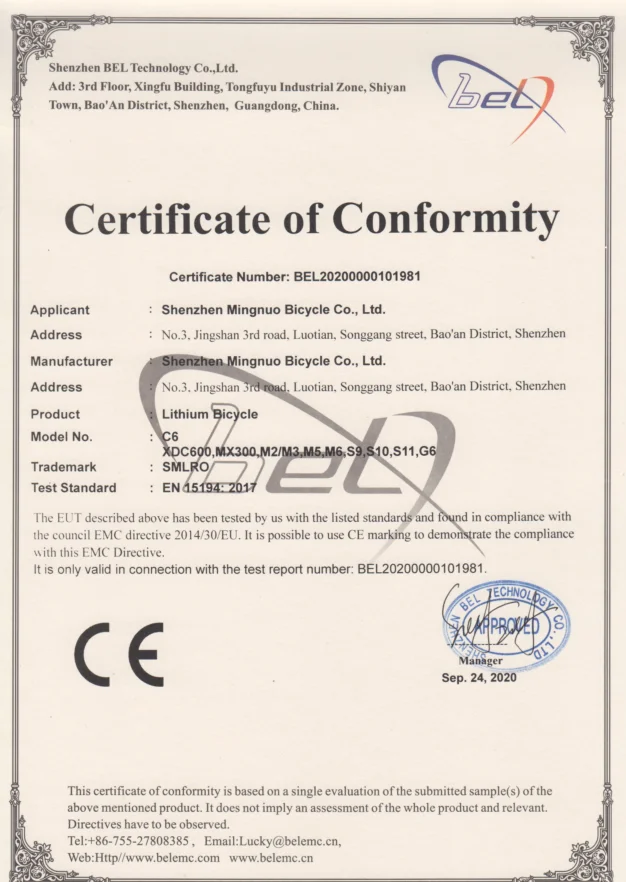 Shenzhen BEL Technology Co.,Ltd.
Add: 3rd Floor, Xingfu Building, Tongfuyu Industrial Zone, Shiyan
Town, Bao'An District, Shenzhen, Guangdong, China.
bel
Certificate of Conformity
Certificate Number: BEL20200000101981
Applicant : Shenzhen Mingnuo Bicycle Co., Ltd.
Address : No.3, Jingshan 3rd road, Luotian, Songgang street, Bao'an District, Shenzhen
Manufacturer : Shenzhen Mingnuo Bicycle Co., Ltd.
Address : No.3, Jingshan 3rd road, Luotian, Songgang street, Bao'an District, Shenzhen
Product : Lithium Bicycle
Model No. : C6
XDC600,MX300,M2/M3,M5,M6,S9,S10,S11,G6
Trademark : SMLRO
Test Standard : EN 15194: 2017
bel
The EUT described above has been tested by us with the listed standards and found in compliance with
the council EMC directive 2014/30/EU. It is possible to use CE marking to demonstrate the compliance
with this EMC Directive.
It is only valid in connection with the test report number: BEL20200000101981.
CE
SHENZHEN BEL TECHNOLOGY CO.,LTD
APPROVED
Manager
Sep. 24, 2020
This certificate of conformity is based on a single evaluation of the submitted sample(s) of the
above mentioned product. It does not imply an assessment of the whole product and relevant.
Directives have to be observed.
Tel:+86-755-27808385 , Email:Lucky@belemc.cn,
Web:Http//www.belemc.com www.belemc.cn